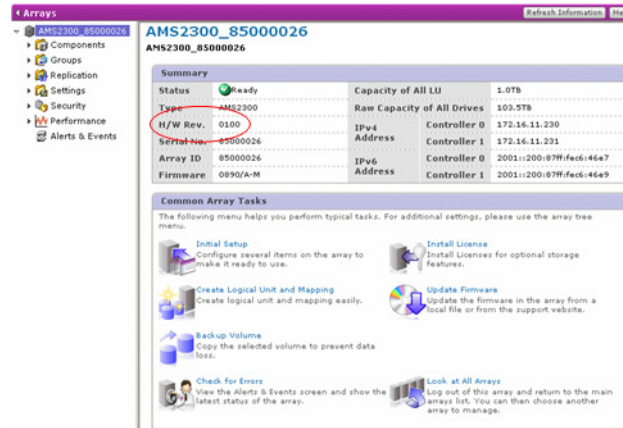 Arrays
Refresh Information
AMS2300_85000026
Components
Groups
Replication
Settings
Security
Performance
Alerts & Events
AMS2300_85000026
AMS2300_85000026
Summary
Status Ready Capacity of All LU 1.0TB
Type AMS2300 Raw Capacity of All Drives 103.5TB
H/W Rev. 0100 IPv4 Address Controller 0 172.16.11.230
Serial No. 85000026 Controller 1 172.16.11.231
Array ID 85000026 IPv6 Address Controller 0 2001::200:87ff:fec6:46e7
Firmware 0890/A-M Controller 1 2001::200:87ff:fec6:46e9
Common Array Tasks
The following menu helps you perform typical tasks. For additional settings, please use the array tree
menu.
Initial Setup
Configure several items on the array to
make it ready to use.
Install License
Install Licenses for optional storage
features.
Create Logical Unit and Mapping
Create logical unit and mapping easily.
Update Firmware
Update the firmware in the array from a
local file or from the support website.
Backup Volume
Copy the selected volume to prevent data
loss.
Check for Errors
View the Alerts & Events screen and show the
latest status of the array.
Look at All Arrays
Log out of this array and return to the main
arrays list. You can then choose another
array to manage.